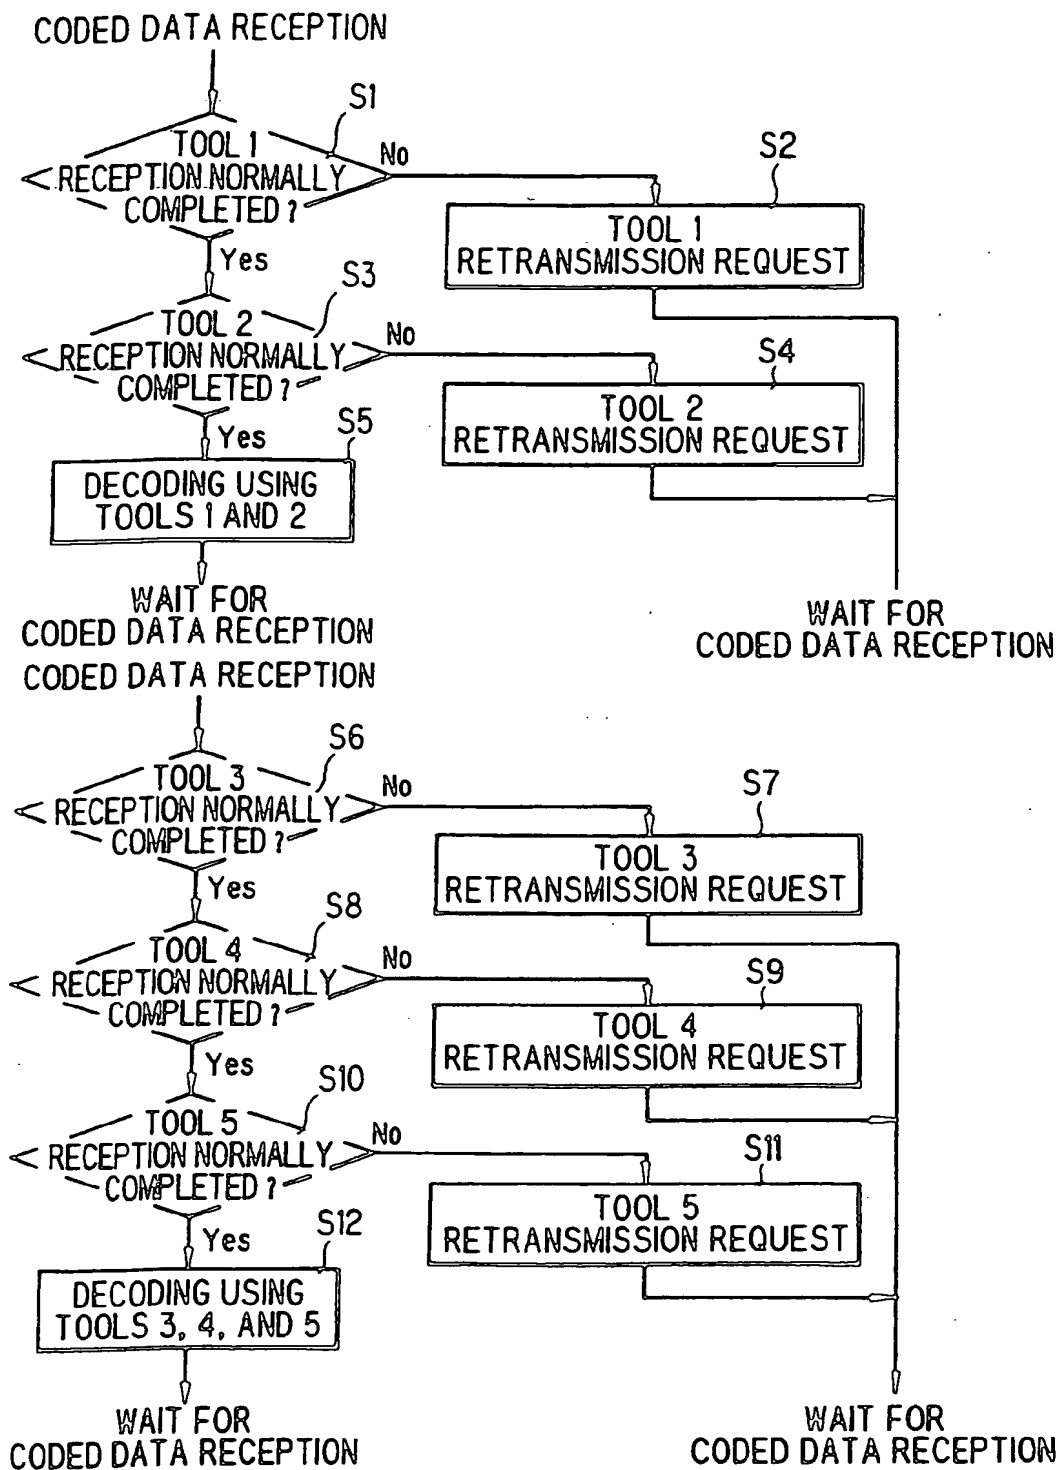 CODED DATA RECEPTION
S1
TOOL 1
RECEPTION NORMALLY
COMPLETED ?
No
S2
TOOL 1
RETRANSMISSION REQUEST
Yes
S3
TOOL 2
RECEPTION NORMALLY
COMPLETED ?
No
S4
TOOL 2
RETRANSMISSION REQUEST
Yes
S5
DECODING USING
TOOLS 1 AND 2
WAIT FOR
CODED DATA RECEPTION
WAIT FOR
CODED DATA RECEPTION
CODED DATA RECEPTION
S6
TOOL 3
RECEPTION NORMALLY
COMPLETED ?
No
S7
TOOL 3
RETRANSMISSION REQUEST
Yes
S8
TOOL 4
RECEPTION NORMALLY
COMPLETED ?
No
S9
TOOL 4
RETRANSMISSION REQUEST
Yes
S10
TOOL 5
RECEPTION NORMALLY
COMPLETED ?
No
S11
TOOL 5
RETRANSMISSION REQUEST
Yes
S12
DECODING USING
TOOLS 3, 4, AND 5
WAIT FOR
CODED DATA RECEPTION
WAIT FOR
CODED DATA RECEPTION